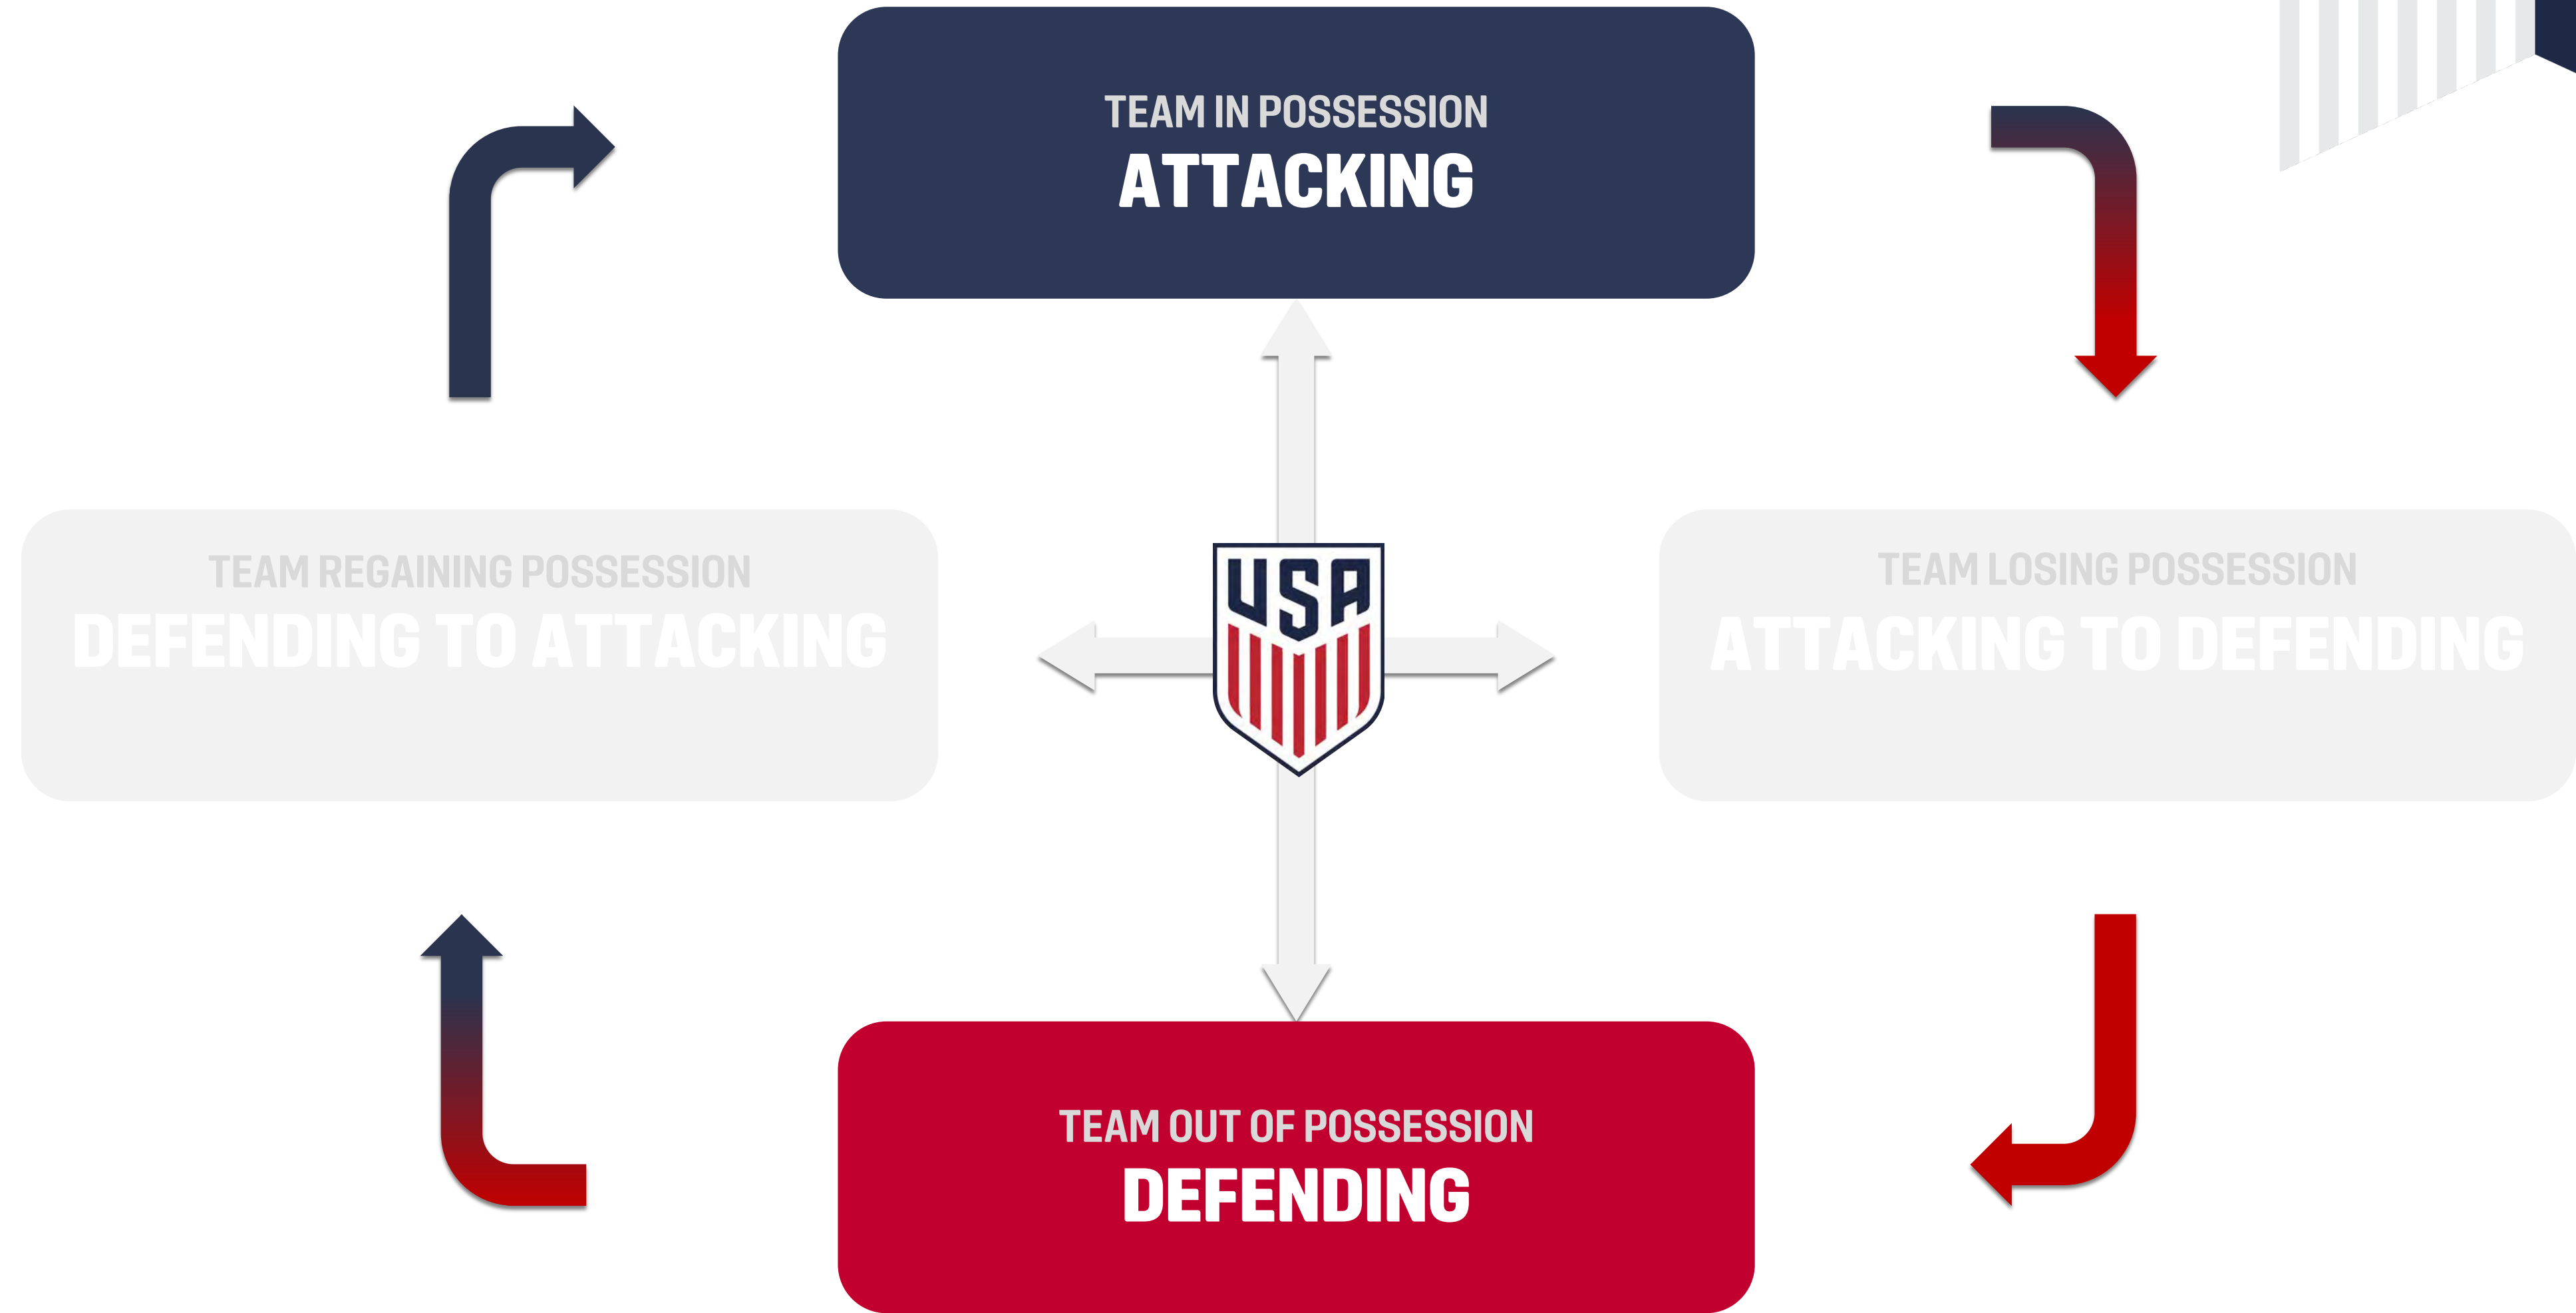 TEAM IN POSSESSION
ATTACKING
TEAM REGAINING POSSESSION
DEFENDING TO ATTACKING
USA
TEAM LOSING POSSESSION
ATTACKING TO DEFENDING
TEAM OUT OF POSSESSION
DEFENDING